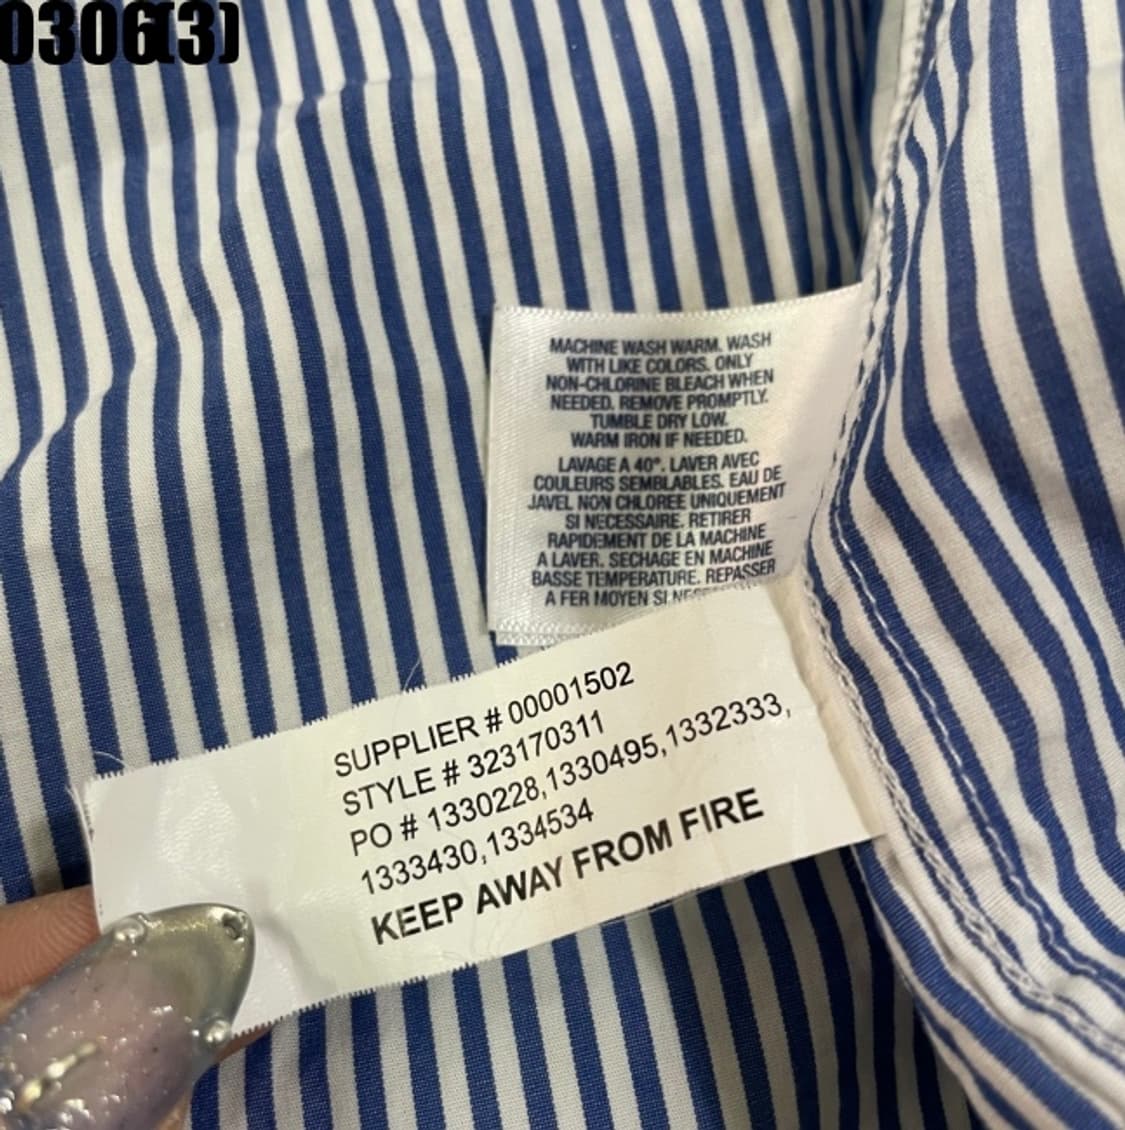 0306(3)
MACHINE WASH WARM. WASH
WITH LIKE COLORS. ONLY
NON-CHLORINE BLEACH WHEN
NEEDED. REMOVE PROMPTLY.
TUMBLE DRY LOW.
WARM IRON IF NEEDED.
LAVAGE A 40°. LAVER AVEC
COULEURS SEMBLABLES. EAU DE
JAVEL NON CHLOREE UNIQUEMENT
SI NECESSAIRE. RETIRER
RAPIDEMENT DE LA MACHINE
A LAVER. SECHAGE EN MACHINE
BASSE TEMPERATURE. REPASSER
A FER MOYEN SI
SUPPLIER # 00001502
STYLE # 323170311
PO # 1330228,1330495,1332333,
1333430,1334534
KEEP AWAY FROM FIRE